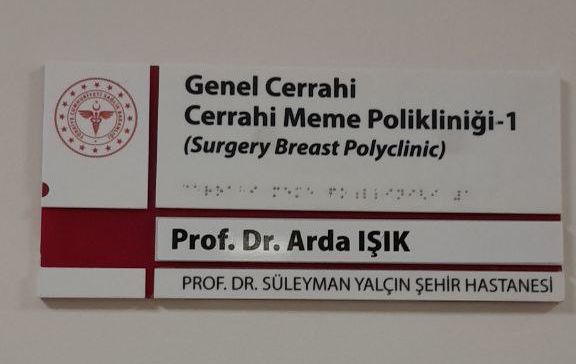 Genel Cerrahi
Cerrahi Meme Polikliniği-1
(Surgery Breast Polyclinic)
Prof. Dr. Arda IŞIK
PROF. DR. SÜLEYMAN YALÇIN ŞEHİR HASTANESİ